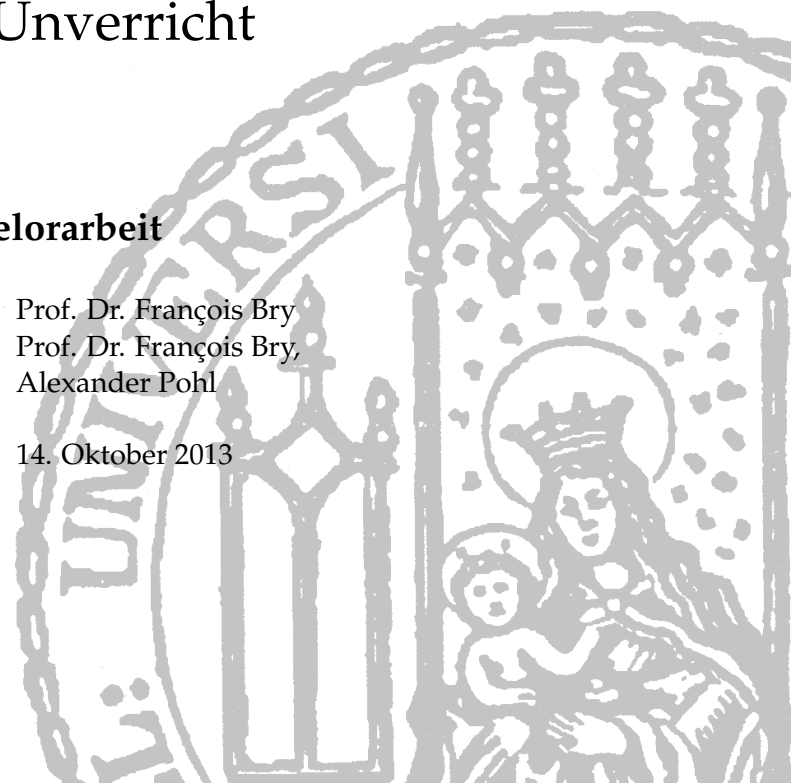 Unverricht
elorarbeit
Prof. Dr. François Bry
Prof. Dr. François Bry,
Alexander Pohl
14. Oktober 2013
UNIVERSI